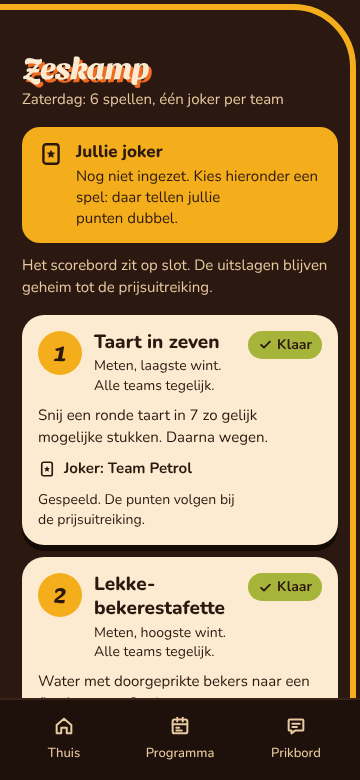 Zeskamp
Zaterdag: 6 spellen, één joker per team
Jullie joker
Nog niet ingezet. Kies hieronder een
spel: daar tellen jullie
punten dubbel.
Het scorebord zit op slot. De uitslagen blijven
geheim tot de prijsuitreiking.
1
Taart in zeven
Klaar
Meten, laagste wint.
Alle teams tegelijk.
Snij een ronde taart in 7 zo gelijk
mogelijke stukken. Daarna wegen.
Joker: Team Petrol
Gespeeld. De punten volgen bij
de prijsuitreiking.
2
Lekke-
bekerestafette
Klaar
Meten, hoogste wint.
Alle teams tegelijk.
Water met doorgeprikte bekers naar een
Thuis
Programma
Prikbord